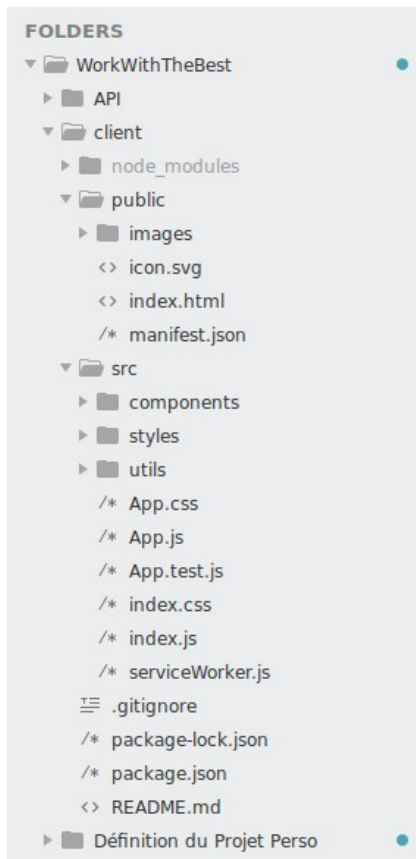 FOLDERS
WorkWithTheBest
API
client
node_modules
public
images
<> icon.svg
<> index.html
/* manifest.json
src
components
styles
utils
/* App.css
/* App.js
/* App.test.js
/* index.css
/* index.js
/* serviceWorker.js
.gitignore
/* package-lock.json
/* package.json
<> README.md
Définition du Projet Perso